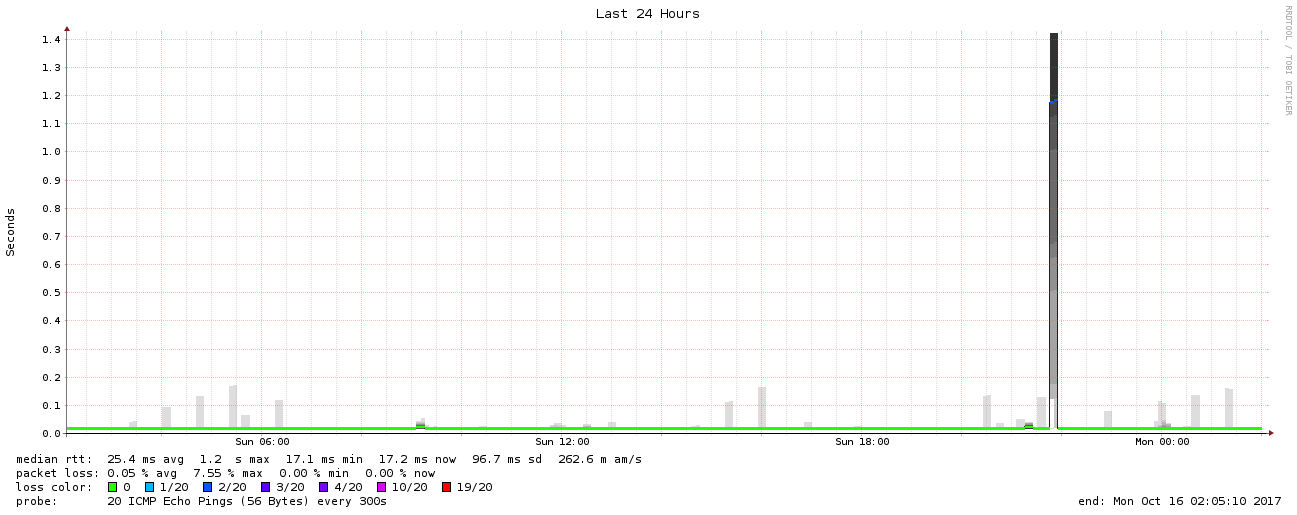 Last 24 Hours
RRDTOOL / TOBI OETIKER
Seconds
1.4
1.3
1.2
1.1
1.0
0.9
0.8
0.7
0.6
0.5
0.4
0.3
0.2
0.1
0.0
Sun 06:00 Sun 12:00 Sun 18:00 Mon 00:00
median rtt: 25.4 ms avg 1.2 s max 17.1 ms min 17.2 ms now 96.7 ms sd 262.6 m am/s
packet loss: 0.05 % avg 7.55 % max 0.00 % min 0.00 % now
loss color: 0 1/20 2/20 3/20 4/20 10/20 19/20
probe: 20 ICMP Echo Pings (56 Bytes) every 300s end: Mon Oct 16 02:05:10 2017